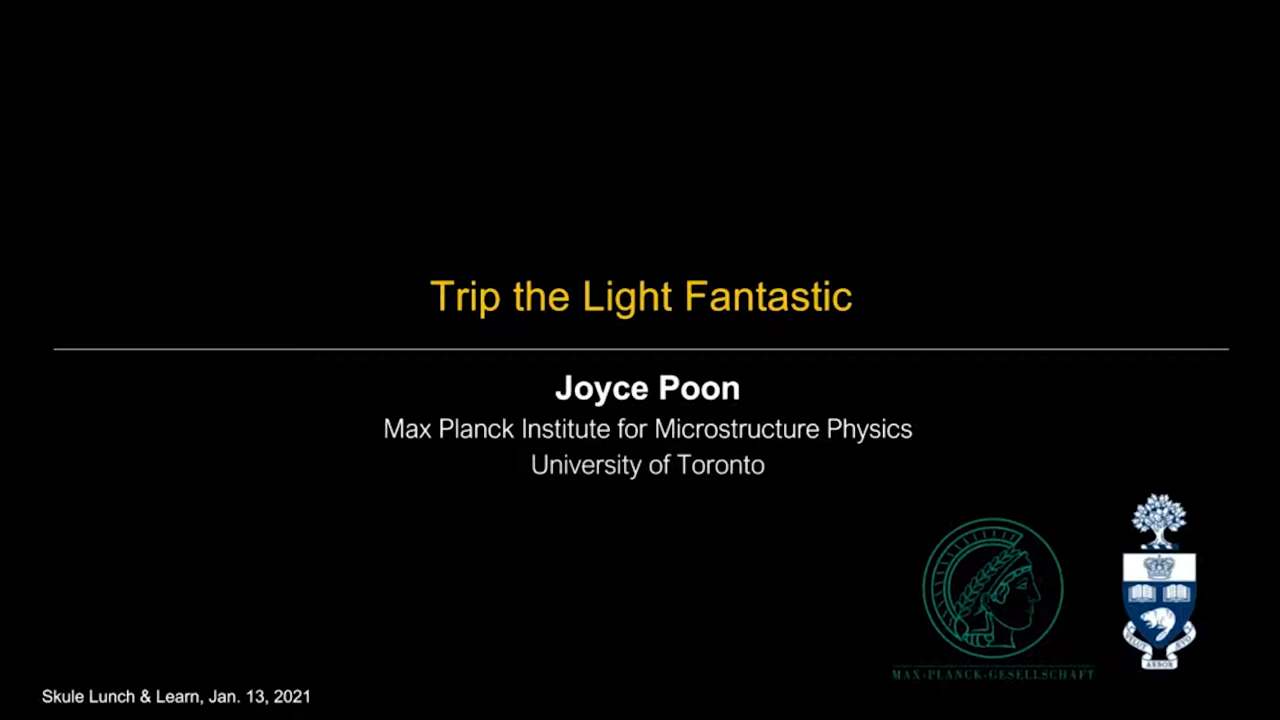 Trip the Light Fantastic
Joyce Poon
Max Planck Institute for Microstructure Physics
University of Toronto
MAX-PLANCK-GESELLSCHAFT
ARBOR
Skule Lunch & Learn, Jan. 13, 2021